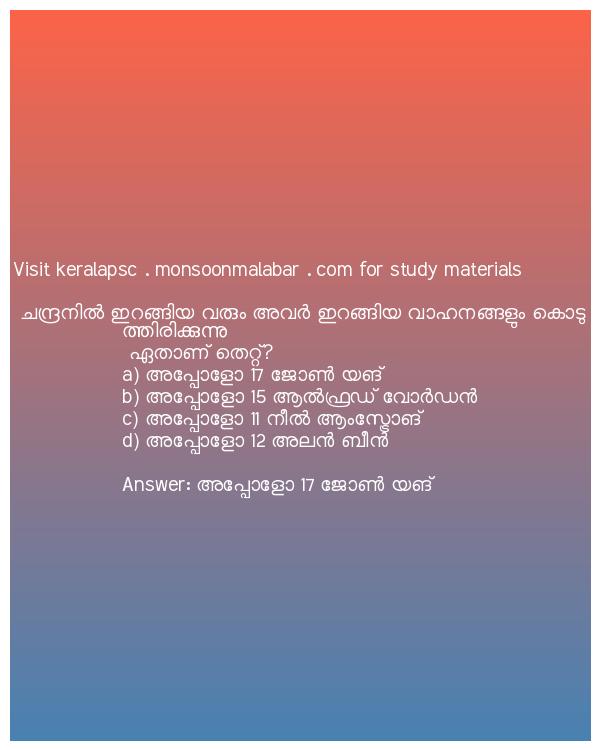 Visit keralapsc . monsoonmalabar . com for study materials
ചന്ദ്രനിൽ ഇറങ്ങിയ വരും അവർ ഇറങ്ങിയ വാഹനങ്ങളും കൊടു
ത്തിരിക്കുന്നു
ഏതാണ് തെറ്റ്?
a) അപ്പോളോ 17 ജോൺ യങ്
b) അപ്പോളോ 15 ആൽഫ്രഡ് വോർഡൻ
c) അപ്പോളോ 11 നീൽ ആംസ്ട്രോങ്
d) അപ്പോളോ 12 അലൻ ബീൻ
Answer: അപ്പോളോ 17 ജോൺ യങ്